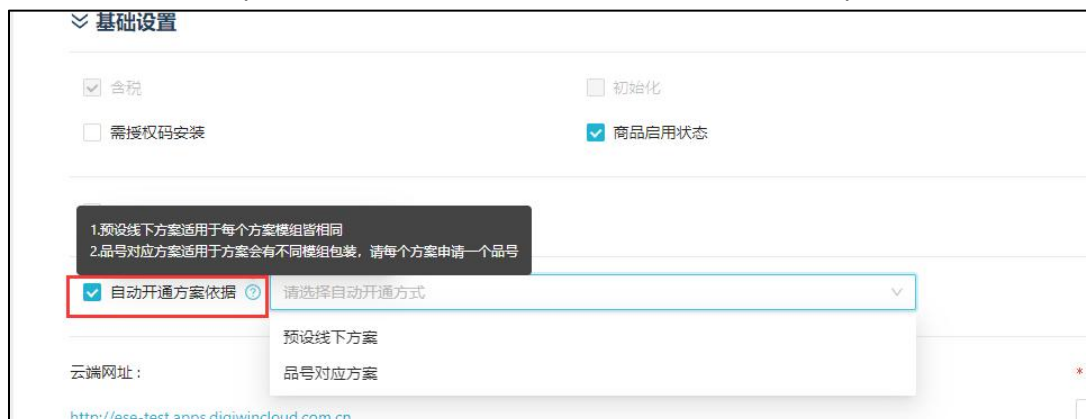 基础设置
含税
初始化
需授权码安装
商品启用状态
1.预设线下方案适用于每个方案模组皆相同
2.品号对应方案适用于方案会有不同模组包装，请每个方案申请一个品号
自动开通方案依据 ?
请选择自动开通方式
预设线下方案
品号对应方案
云端网址：
*
http://ese-test.apps.digiwincloud.com.cn